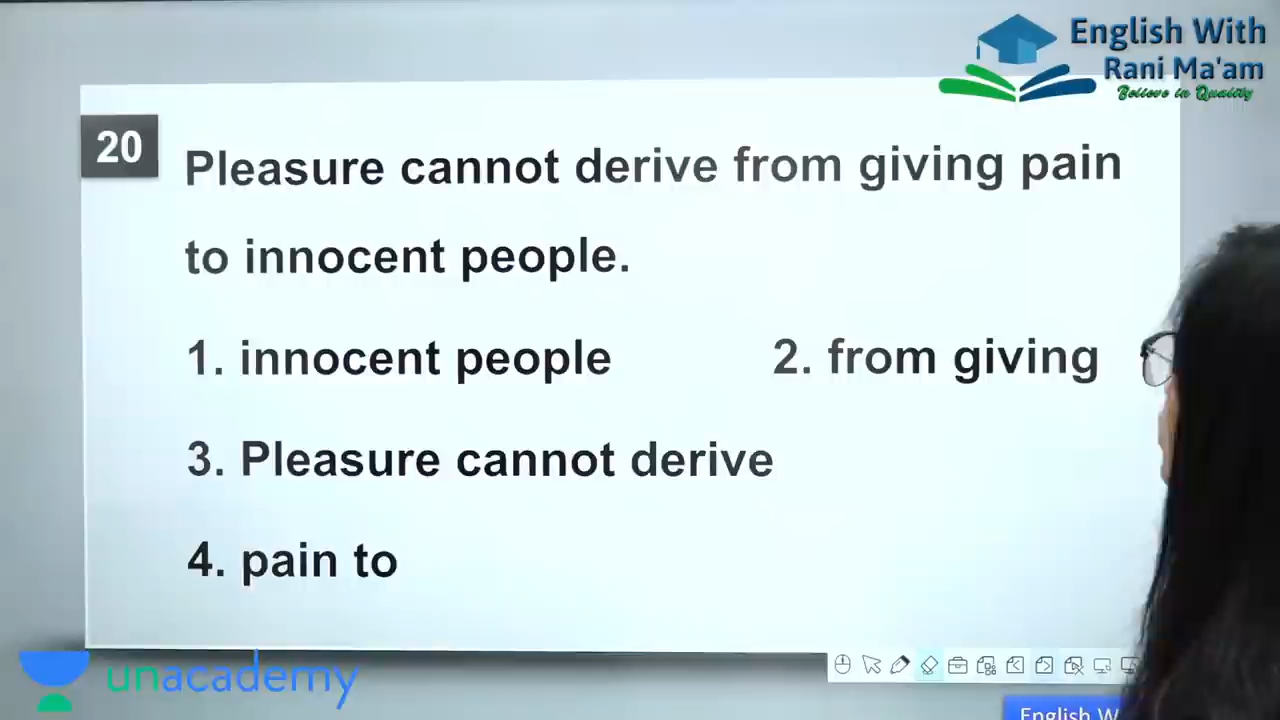 English With
Rani Ma'am
Believe in Quality
20
Pleasure cannot derive from giving pain
to innocent people.
1. innocent people 2. from giving
3. Pleasure cannot derive
4. pain to
unacademy
English W